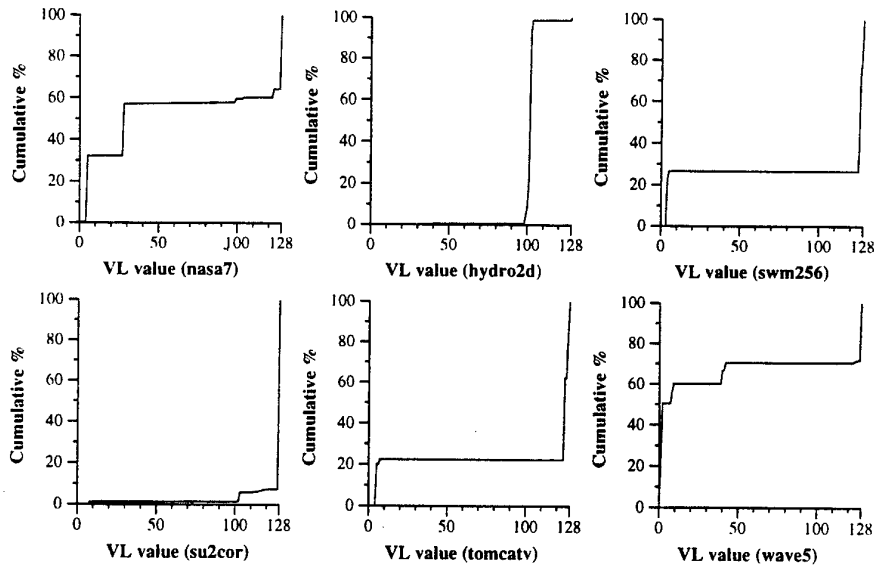 Cumulative %
100
80
60
40
20
0
0 50 100 128
VL value (nasa7)
Cumulative %
100
80
60
40
20
0
0 50 100 128
VL value (hydro2d)
Cumulative %
100
80
60
40
20
0
0 50 100 128
VL value (swm256)
Cumulative %
100
80
60
40
20
0
0 50 100 128
VL value (su2cor)
Cumulative %
100
80
60
40
20
0
0 50 100 128
VL value (tomcatv)
Cumulative %
100
80
60
40
20
0
0 50 100 128
VL value (wave5)